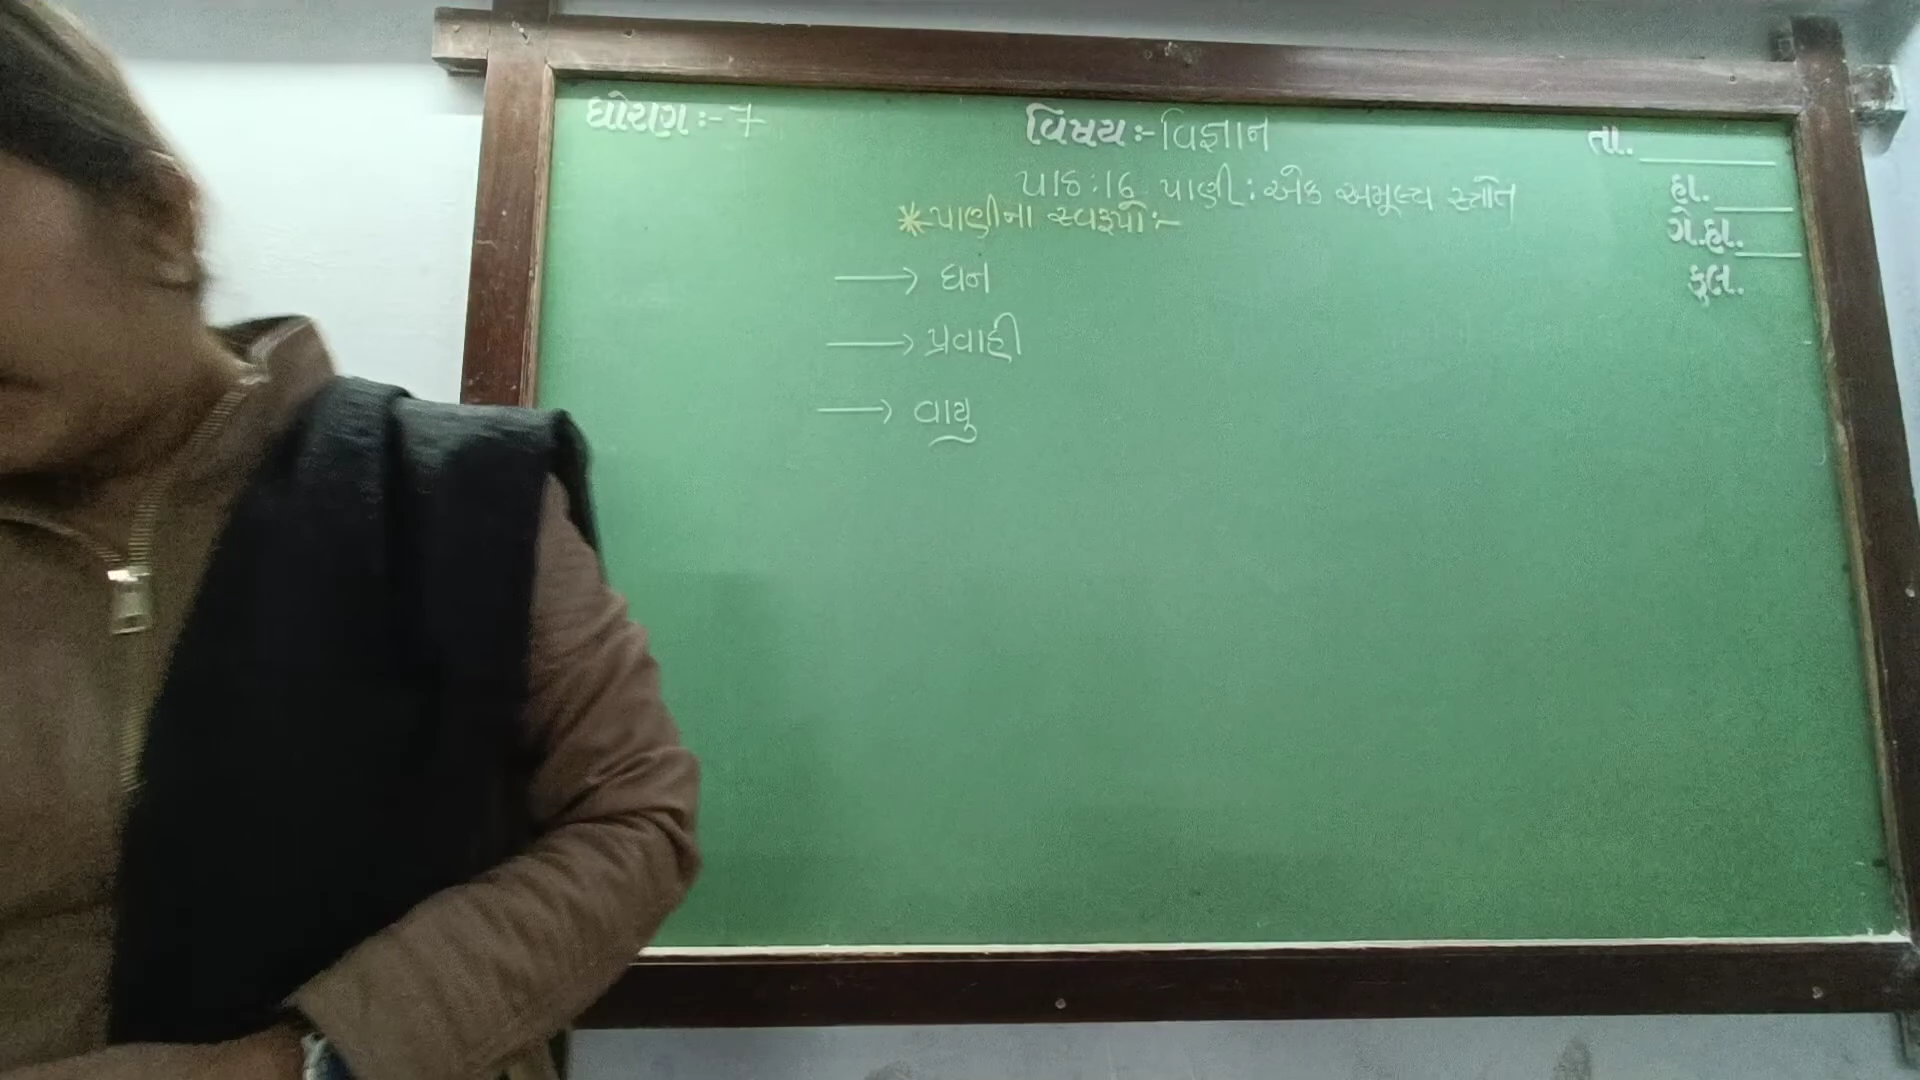 ધોરણ :- 7
વિષય :- વિજ્ઞાન
તા.
પાઠ : 16 પાણી : એક અમૂલ્ય સ્ત્રોત
હા.
* પાણીના સ્વરૂપો :-
ગે.હા.
→ ઘન
કુલ.
→ પ્રવાહી
→ વાયુ